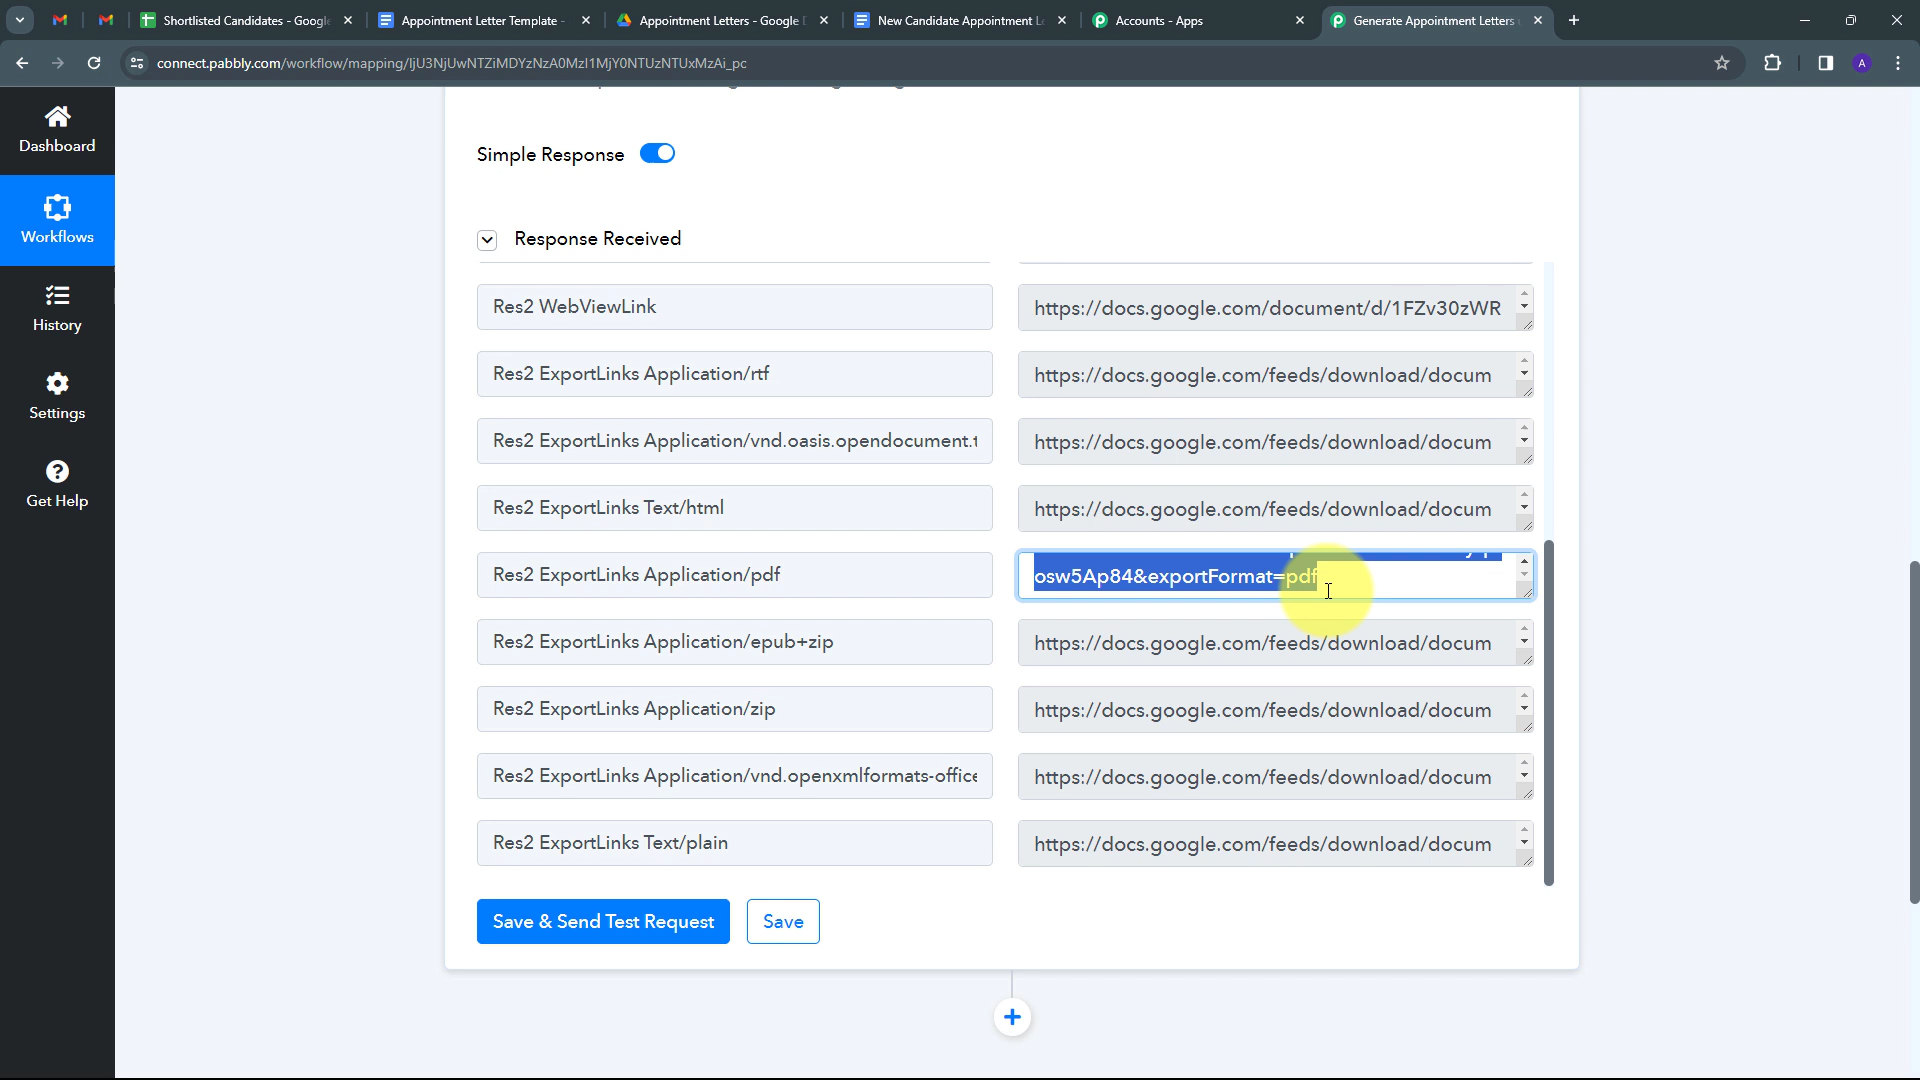 Shortlisted Candidates - Google
Appointment Letter Template -
Appointment Letters - Google D
New Candidate Appointment Le
Accounts - Apps
Generate Appointment Letters
connect.pabbly.com/workflow/mapping/IjU3NjUwNTZiMDYzNzA0MzI1MjY0NTUzNTUxMzAi_pc
A
Dashboard
Workflows
History
Settings
Get Help
Simple Response
Response Received
Res2 WebViewLink
https://docs.google.com/document/d/1FZv30zWR
Res2 ExportLinks Application/rtf
https://docs.google.com/feeds/download/docum
Res2 ExportLinks Application/vnd.oasis.opendocument.t
https://docs.google.com/feeds/download/docum
Res2 ExportLinks Text/html
https://docs.google.com/feeds/download/docum
Res2 ExportLinks Application/pdf
osw5Ap84&exportFormat=pdf
Res2 ExportLinks Application/epub+zip
https://docs.google.com/feeds/download/docum
Res2 ExportLinks Application/zip
https://docs.google.com/feeds/download/docum
Res2 ExportLinks Application/vnd.openxmlformats-office
https://docs.google.com/feeds/download/docum
Res2 ExportLinks Text/plain
https://docs.google.com/feeds/download/docum
Save & Send Test Request
Save